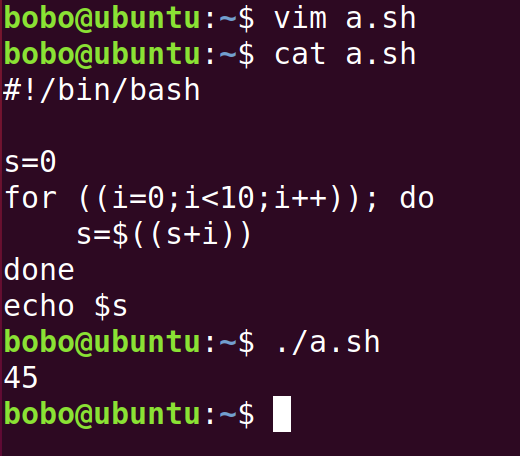 bobo@ubuntu:~$ vim a.sh
bobo@ubuntu:~$ cat a.sh
#!/bin/bash

s=0
for ((i=0;i<10;i++)); do
    s=$((s+i))
done
echo $s
bobo@ubuntu:~$ ./a.sh
45
bobo@ubuntu:~$